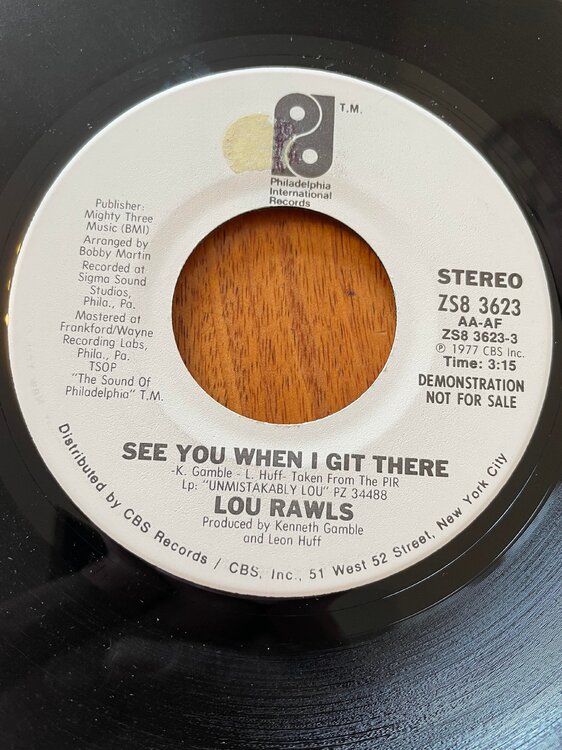 T.M.
Philadelphia
International
Records
Publisher:
Mighty Three
Music (BMI)
Arranged by
Bobby Martin
Recorded at
Sigma Sound
Studios,
Phila., Pa.
Mastered at
Frankford/Wayne
Recording Labs,
Phila., Pa.
TSOP
"The Sound Of
Philadelphia" T.M.
STEREO
ZS8 3623
AA-AF
ZS8 3623-3
℗ 1977 CBS Inc.
Time: 3:15
DEMONSTRATION
NOT FOR SALE
SEE YOU WHEN I GIT THERE
-K. Gamble - L. Huff- Taken From The PIR
Lp: "UNMISTAKABLY LOU" PZ 34488
LOU RAWLS
Produced by Kenneth Gamble
and Leon Huff
Distributed by CBS Records / CBS, Inc., 51 West 52 Street, New York City